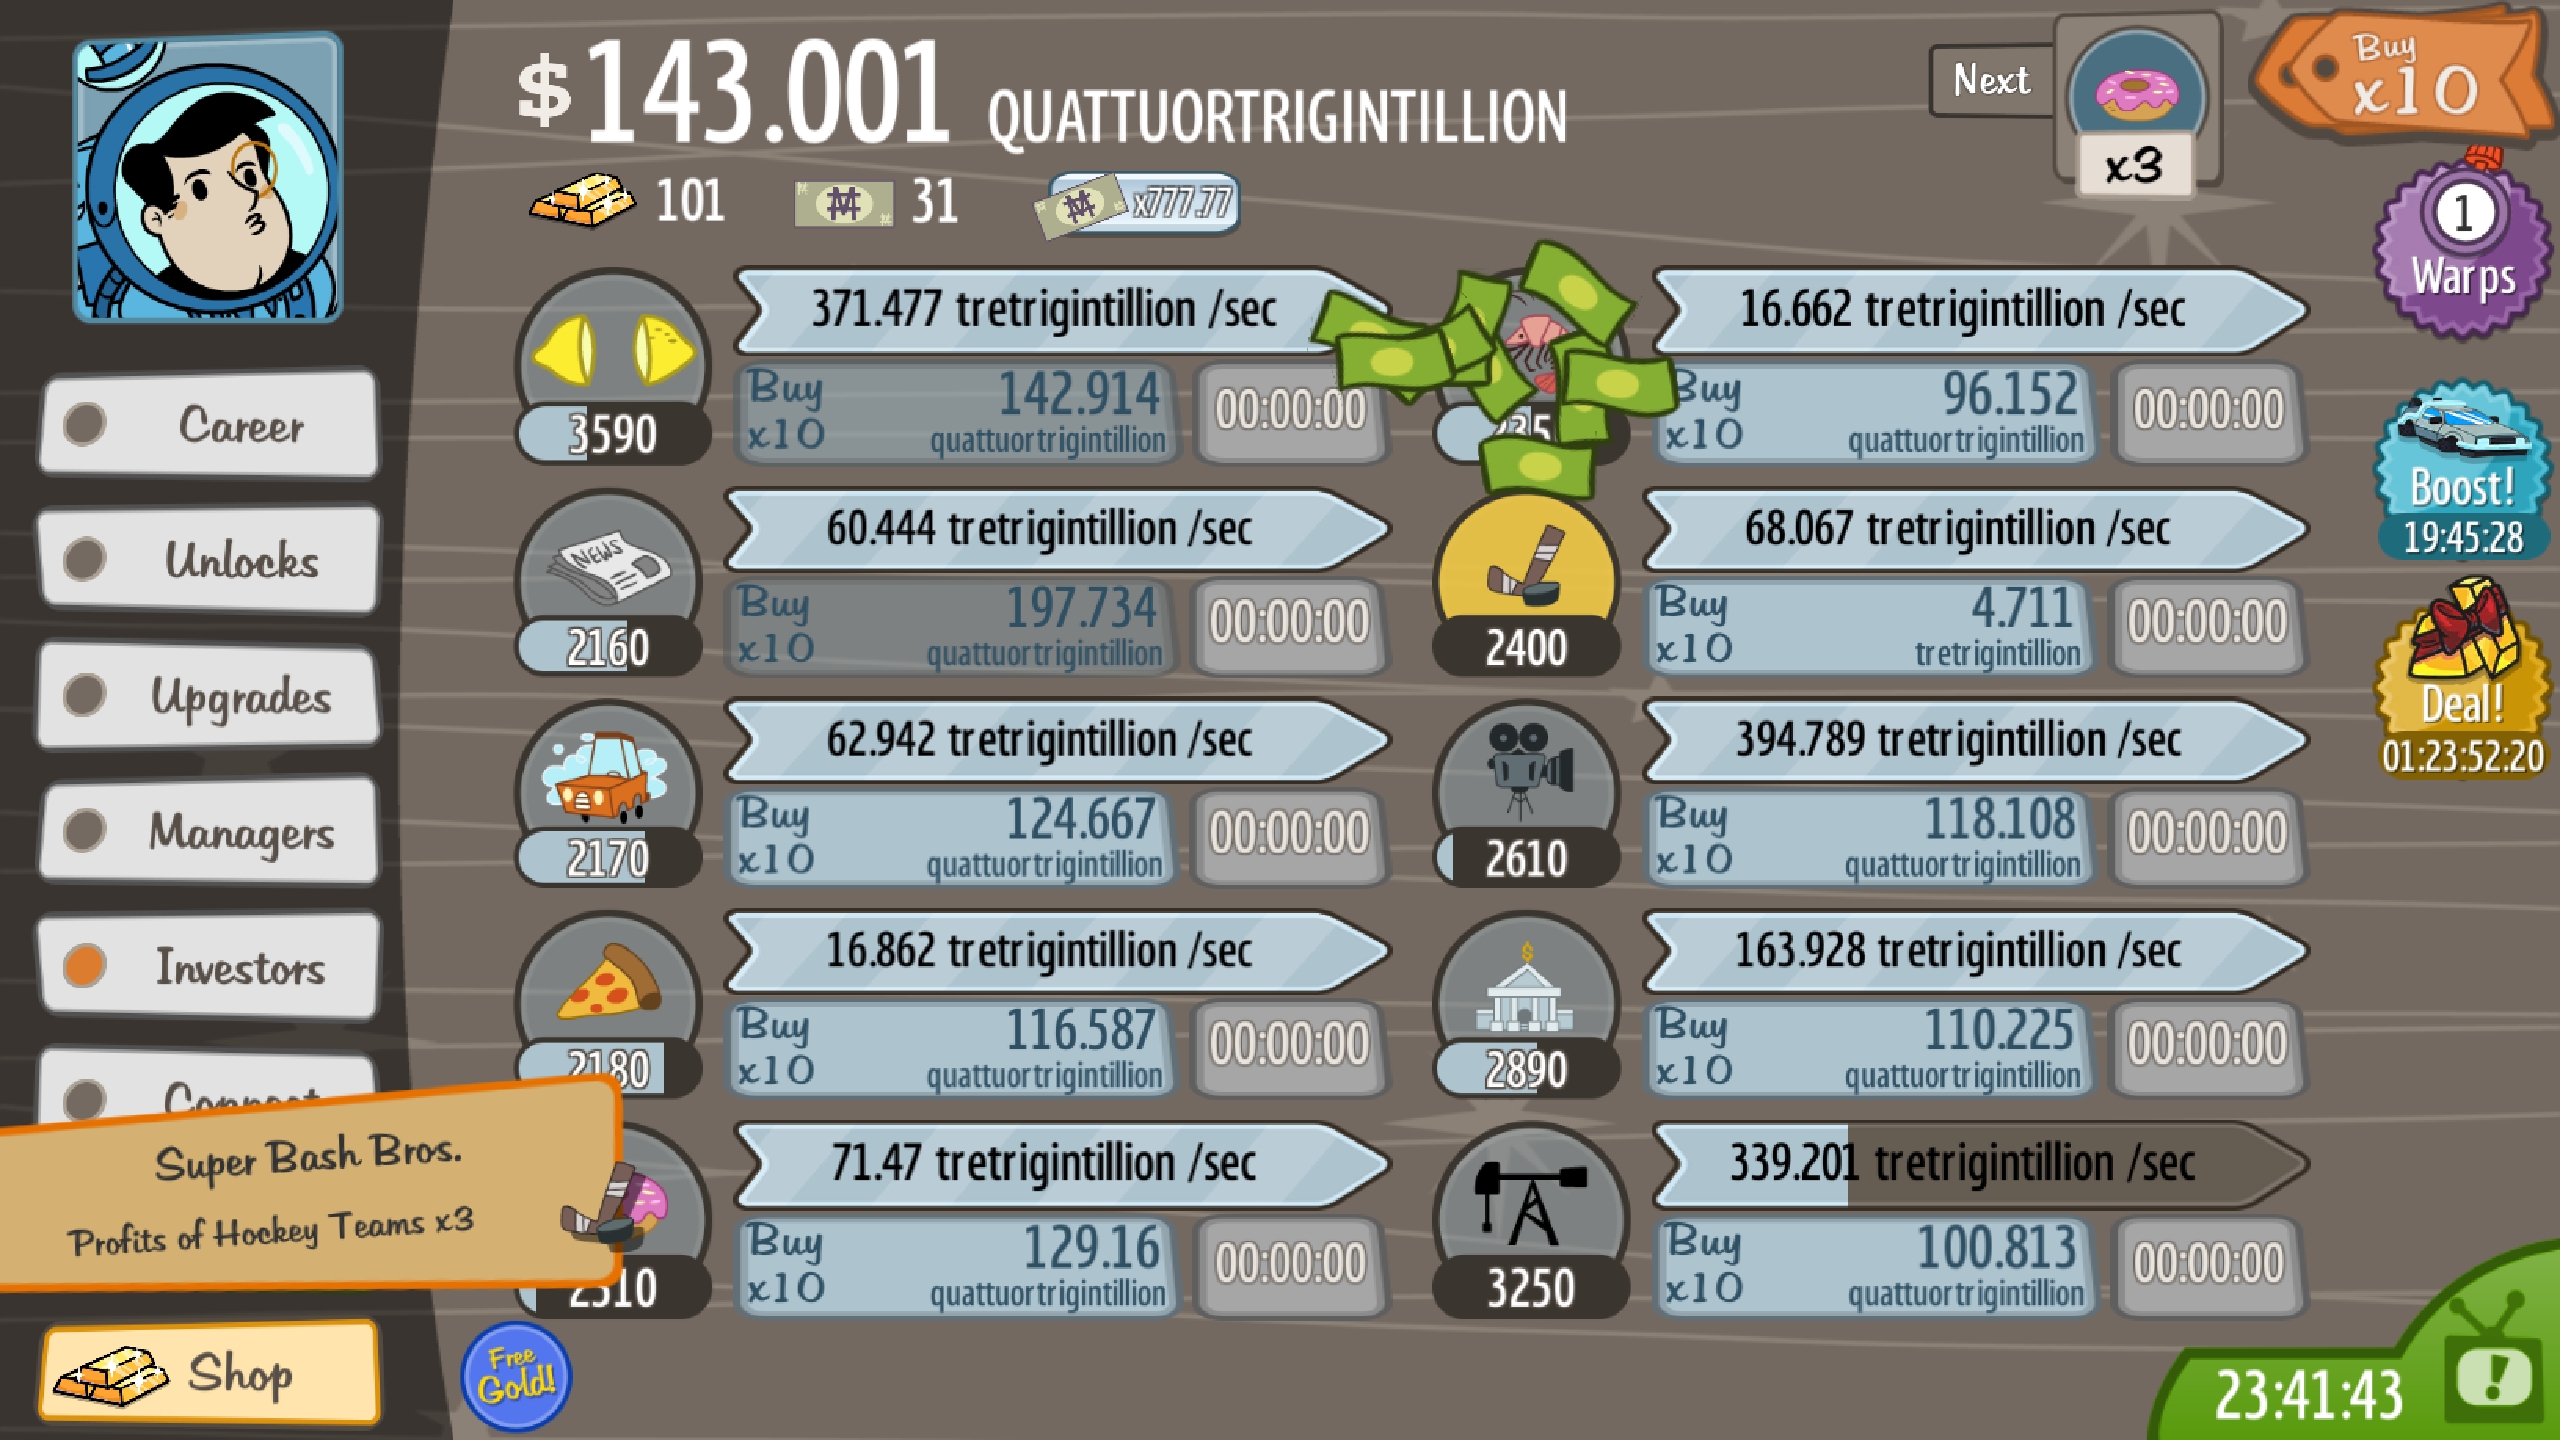 $143.001 QUATTUORTRIGINTILLION
Next
x3
Buy
x10
101
31
x777.77
1
Warps
Boost!
19:45:28
Deal!
01:23:52:20
Career
Unlocks
Upgrades
Managers
Investors
Connect
Super Bash Bros.
Profits of Hockey Teams x3
Shop
Free
Gold!
371.477 tretrigintillion /sec
3590
Buy
x10
142.914
quattuortrigintillion
00:00:00
16.662 tretrigintillion /sec
Buy
x10
96.152
quattuortrigintillion
00:00:00
NEWS
60.444 tretrigintillion /sec
2160
Buy
x10
197.734
quattuortrigintillion
00:00:00
68.067 tretrigintillion /sec
2400
Buy
x10
4.711
tretrigintillion
00:00:00
62.942 tretrigintillion /sec
2170
Buy
x10
124.667
quattuortrigintillion
00:00:00
394.789 tretrigintillion /sec
2610
Buy
x10
118.108
quattuortrigintillion
00:00:00
16.862 tretrigintillion /sec
2180
Buy
x10
116.587
quattuortrigintillion
00:00:00
163.928 tretrigintillion /sec
2890
Buy
x10
110.225
quattuortrigintillion
00:00:00
71.47 tretrigintillion /sec
Buy
x10
129.16
quattuortrigintillion
00:00:00
339.201 tretrigintillion /sec
3250
Buy
x10
100.813
quattuortrigintillion
00:00:00
23:41:43